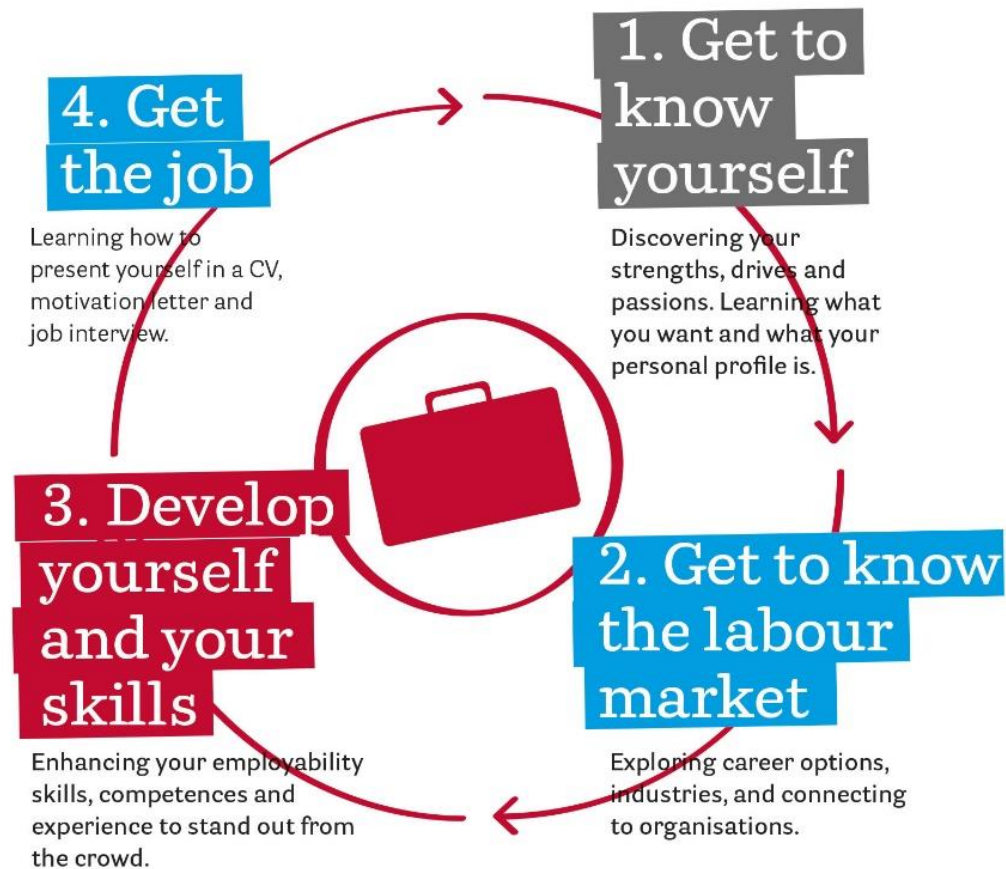 1. Get to
know
yourself
Discovering your
strengths, drives and
passions. Learning what
you want and what your
personal profile is.
2. Get to know
the labour
market
Exploring career options,
industries, and connecting
to organisations.
3. Develop
yourself
and your
skills
Enhancing your employability
skills, competences and
experience to stand out from
the crowd.
4. Get
the job
Learning how to
present yourself in a CV,
motivation letter and
job interview.